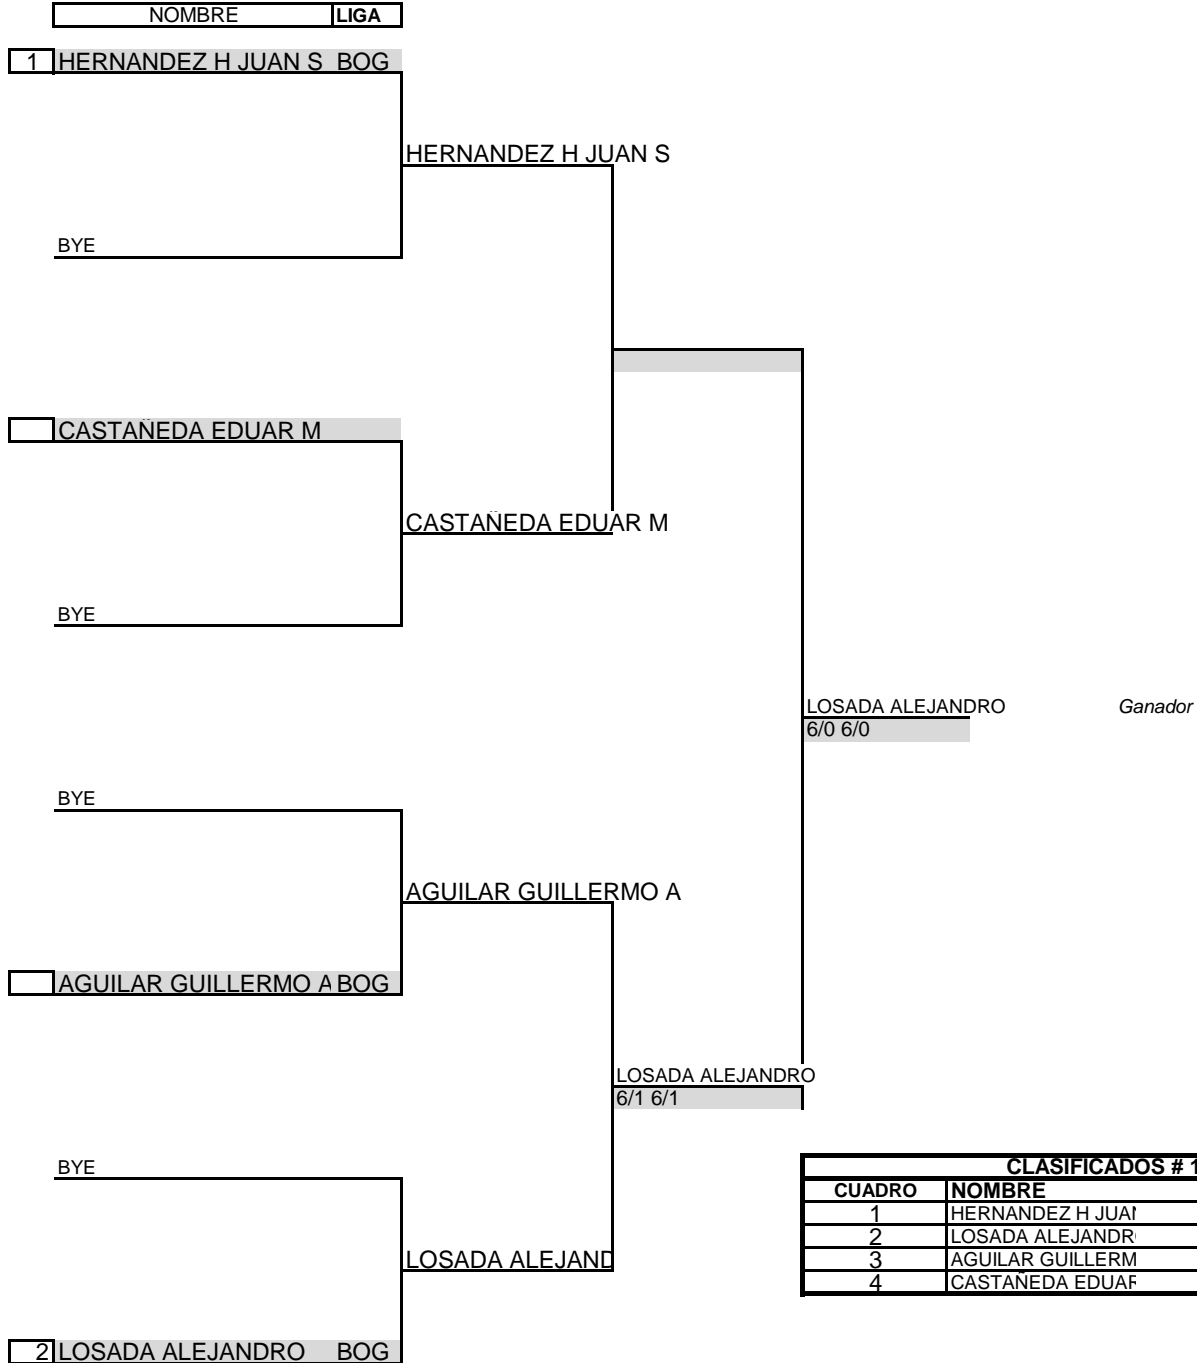 NOMBRE LIGA
1 HERNANDEZ H JUAN S BOG
HERNANDEZ H JUAN S
BYE
CASTAÑEDA EDUAR M
CASTAÑEDA EDUAR M
BYE
LOSADA ALEJANDRO Ganador
6/0 6/0
BYE
AGUILAR GUILLERMO A
AGUILAR GUILLERMO A BOG
LOSADA ALEJANDRO
6/1 6/1
BYE
CLASIFICADOS # 1
CUADRO NOMBRE
1 HERNANDEZ H JUAN
2 LOSADA ALEJANDR
3 AGUILAR GUILLERM
4 CASTAÑEDA EDUAR
LOSADA ALEJAND
2 LOSADA ALEJANDRO BOG